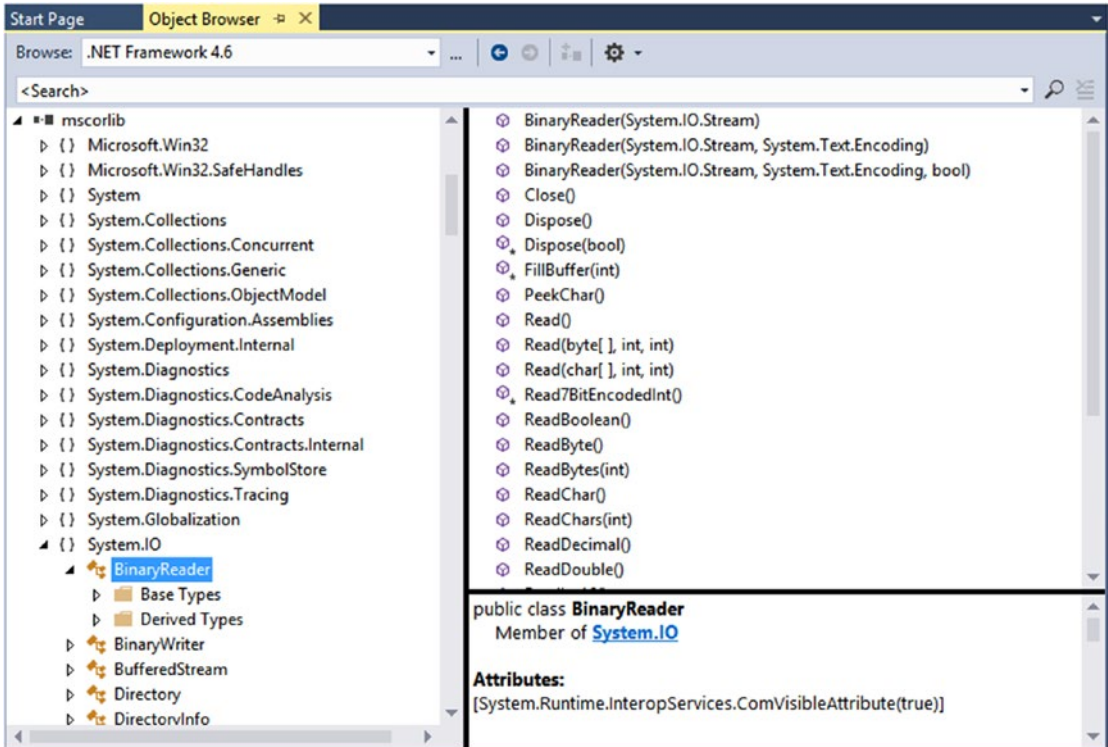 Start Page
Object Browser
Browse: .NET Framework 4.6
...
<Search>
mscorlib
{ } Microsoft.Win32
{ } Microsoft.Win32.SafeHandles
{ } System
{ } System.Collections
{ } System.Collections.Concurrent
{ } System.Collections.Generic
{ } System.Collections.ObjectModel
{ } System.Configuration.Assemblies
{ } System.Deployment.Internal
{ } System.Diagnostics
{ } System.Diagnostics.CodeAnalysis
{ } System.Diagnostics.Contracts
{ } System.Diagnostics.Contracts.Internal
{ } System.Diagnostics.SymbolStore
{ } System.Diagnostics.Tracing
{ } System.Globalization
{ } System.IO
BinaryReader
Base Types
Derived Types
BinaryWriter
BufferedStream
Directory
DirectoryInfo
BinaryReader(System.IO.Stream)
BinaryReader(System.IO.Stream, System.Text.Encoding)
BinaryReader(System.IO.Stream, System.Text.Encoding, bool)
Close()
Dispose()
Dispose(bool)
FillBuffer(int)
PeekChar()
Read()
Read(byte[ ], int, int)
Read(char[ ], int, int)
Read7BitEncodedInt()
ReadBoolean()
ReadByte()
ReadBytes(int)
ReadChar()
ReadChars(int)
ReadDecimal()
ReadDouble()
public class BinaryReader
Member of System.IO
Attributes:
[System.Runtime.InteropServices.ComVisibleAttribute(true)]